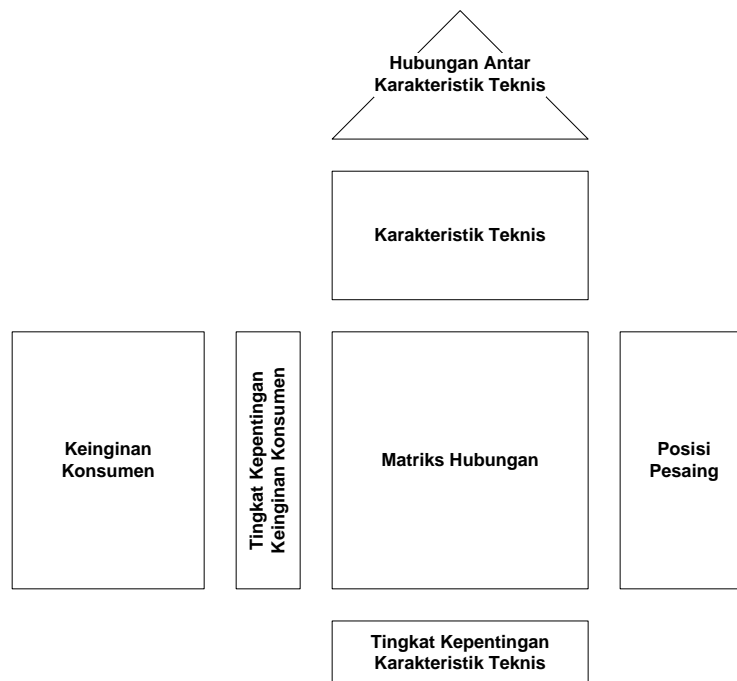 Hubungan Antar
Karakteristik Teknis
Karakteristik Teknis
Keinginan
Konsumen
Tingkat Kepentingan
Keinginan Konsumen
Matriks Hubungan
Posisi
Pesaing
Tingkat Kepentingan
Karakteristik Teknis